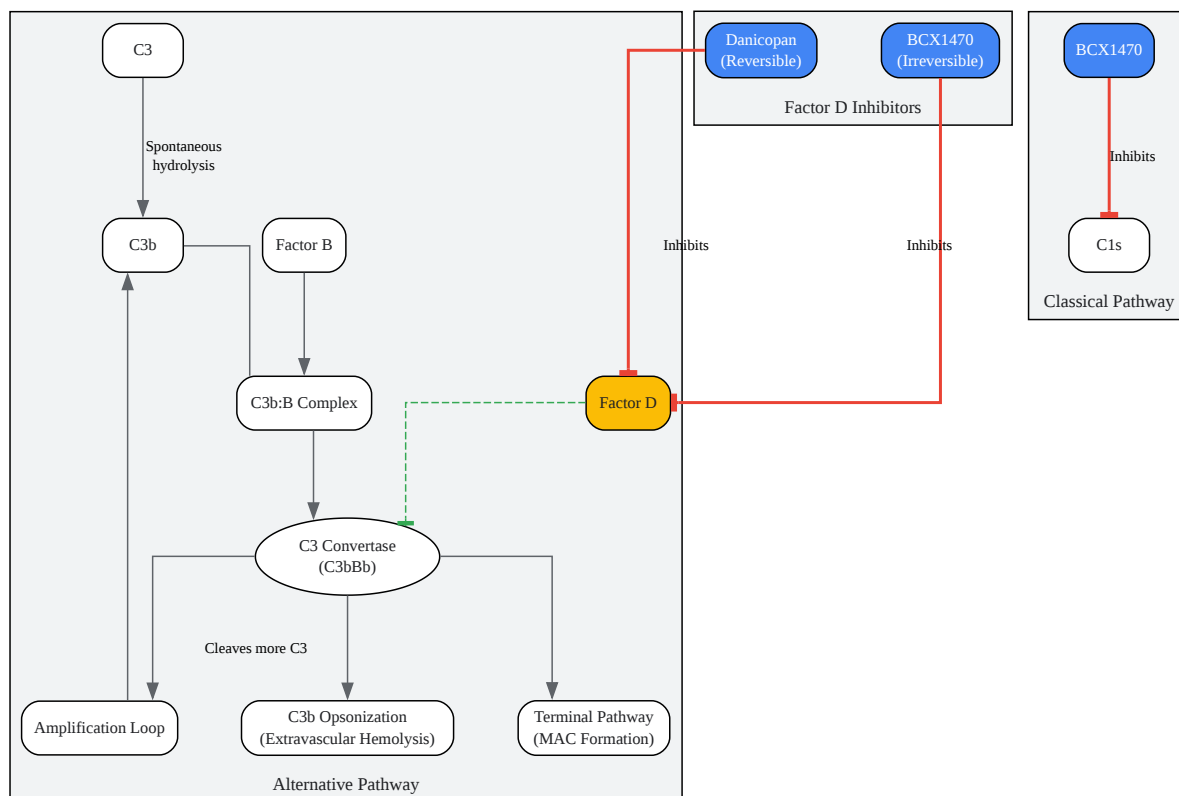 C3
Danicopan
(Reversible)
BCX1470
(Irreversible)
BCX1470
Factor D Inhibitors
Spontaneous
hydrolysis
Inhibits
C3b
Factor B
Inhibits
Inhibits
C1s
Classical Pathway
C3b:B Complex
Factor D
C3 Convertase
(C3bBb)
Cleaves more C3
Amplification Loop
C3b Opsonization
(Extravascular Hemolysis)
Terminal Pathway
(MAC Formation)
Alternative Pathway